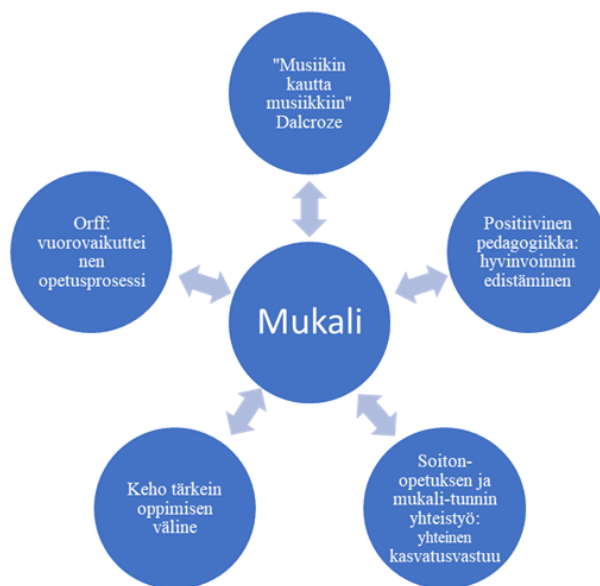 "Musiikin
kautta
musiikkiin"
Dalcroze
Orff:
vuorovaikuttei
nen
opetusprosessi
Positiivinen
pedagogiikka:
hyvinvoinnin
edistäminen
Mukali
Keho tärkein
oppimisen
väline
Soiton-
opetuksen ja
mukali-tunnin
yhteistyö:
yhteinen
kasvatusvastuu